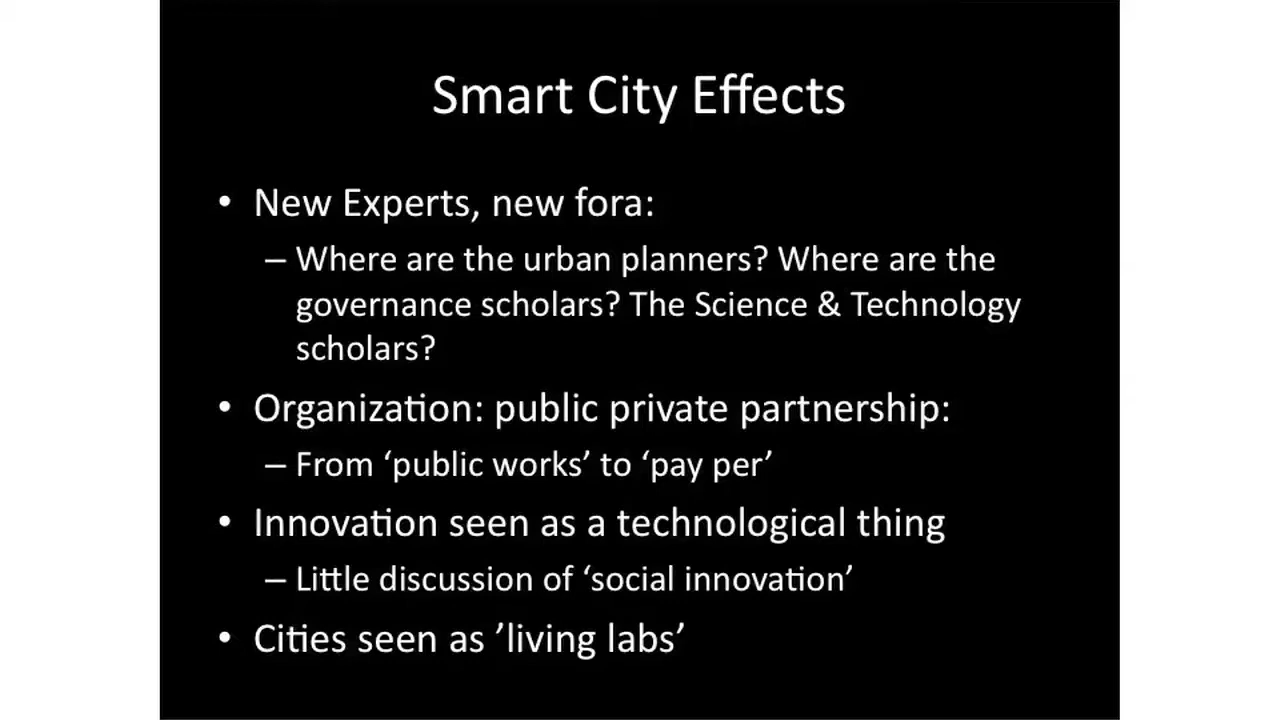 Smart City Effects
• New Experts, new fora:
– Where are the urban planners? Where are the
governance scholars? The Science & Technology
scholars?
• Organization: public private partnership:
– From ‘public works’ to ‘pay per’
• Innovation seen as a technological thing
– Little discussion of ‘social innovation’
• Cities seen as ’living labs’